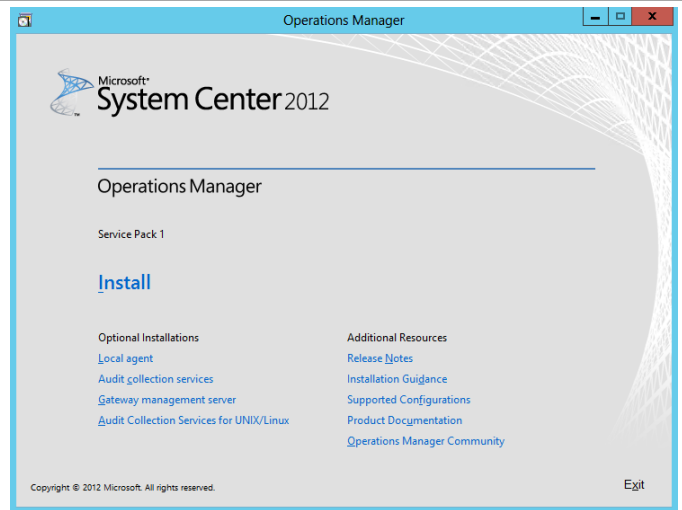 Operations Manager
Microsoft®
System Center 2012
Operations Manager
Service Pack 1
Install
Optional Installations
Local agent
Audit collection services
Gateway management server
Audit Collection Services for UNIX/Linux
Additional Resources
Release Notes
Installation Guidance
Supported Configurations
Product Documentation
Operations Manager Community
Copyright © 2012 Microsoft. All rights reserved.
Exit